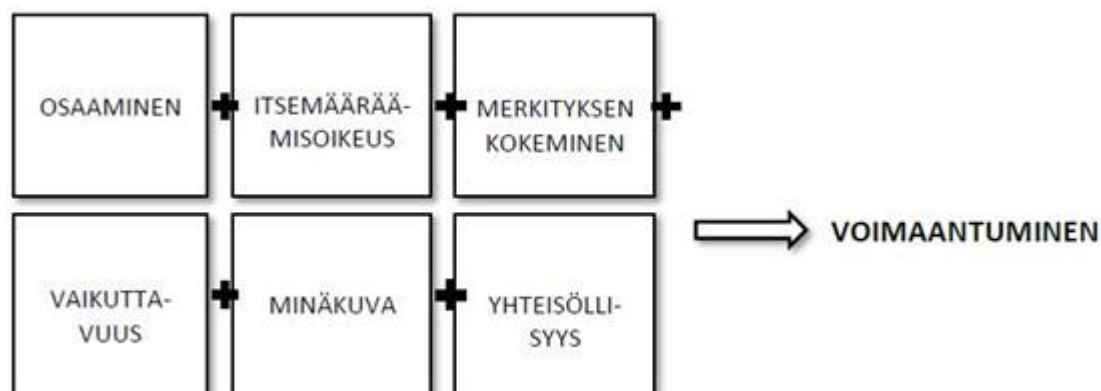 OSAAMINEN
+
ITSEMÄÄRÄÄ-
MISOIKEUS
+
MERKITYKSEN
KOKEMINEN
+
VAIKUTTA-
VUUS
+
MINÄKUVA
+
YHTEISÖLLI-
SYYS
VOIMAANTUMINEN